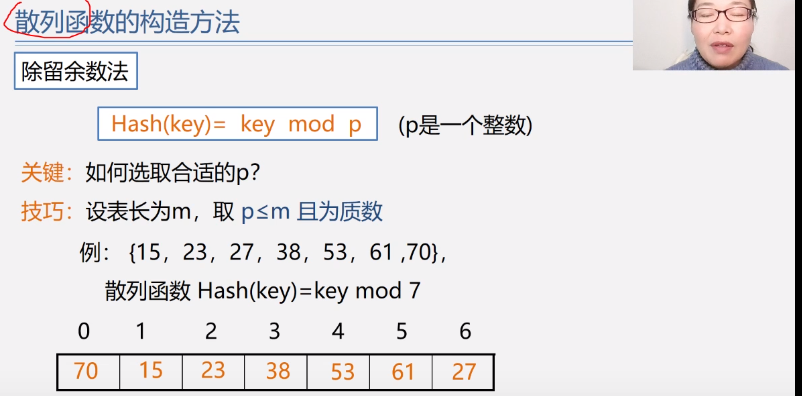 散列函数的构造方法
除留余数法
Hash(key)= key mod p (p是一个整数)
关键：如何选取合适的p？
技巧：设表长为m，取 p≤m 且为质数
例： {15，23，27，38，53，61 ,70}，
散列函数 Hash(key)=key mod 7
0 1 2 3 4 5 6
70 15 23 38 53 61 27